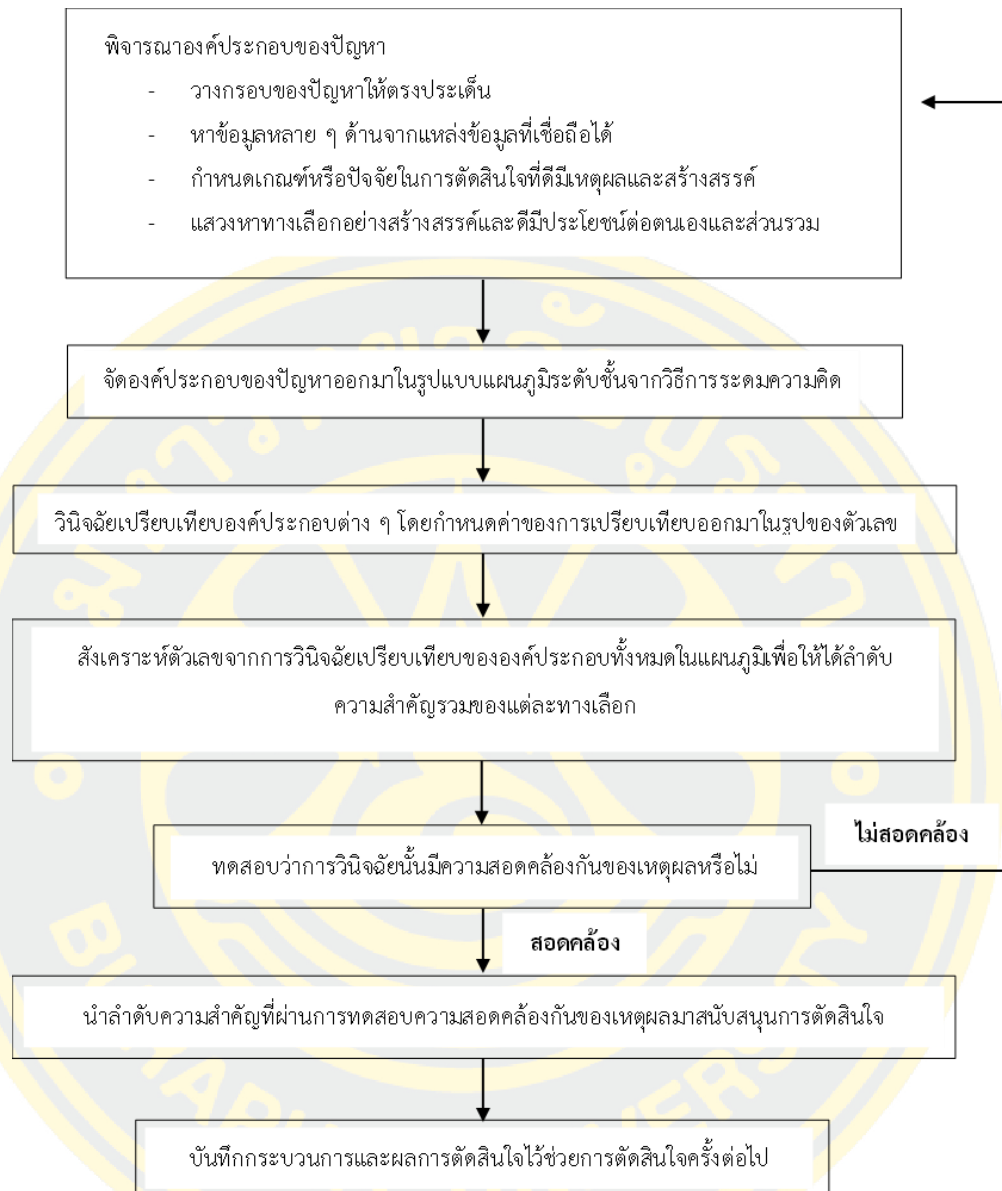 พิจารณาองค์ประกอบของปัญหา
- วางกรอบของปัญหาให้ตรงประเด็น
- หาข้อมูลหลาย ๆ ด้านจากแหล่งข้อมูลที่เชื่อถือได้
- กำหนดเกณฑ์หรือปัจจัยในการตัดสินใจที่ดีมีเหตุผลและสร้างสรรค์
- แสวงหาทางเลือกอย่างสร้างสรรค์และดีมีประโยชน์ต่อตนเองและส่วนรวม
จัดองค์ประกอบของปัญหาออกมาในรูปแบบแผนภูมิระดับชั้นจากวิธีการระดมความคิด
วินิจฉัยเปรียบเทียบองค์ประกอบต่าง ๆ โดยกำหนดค่าของการเปรียบเทียบออกมาในรูปของตัวเลข
สังเคราะห์ตัวเลขจากการวินิจฉัยเปรียบเทียบขององค์ประกอบทั้งหมดในแผนภูมิเพื่อให้ได้ลำดับ
ความสำคัญรวมของแต่ละทางเลือก
ไม่สอดคล้อง
ทดสอบว่าการวินิจฉัยนั้นมีความสอดคล้องกันของเหตุผลหรือไม่
สอดคล้อง
นำลำดับความสำคัญที่ผ่านการทดสอบความสอดคล้องกันของเหตุผลมาสนับสนุนการตัดสินใจ
บันทึกกระบวนการและผลการตัดสินใจไว้ช่วยการตัดสินใจครั้งต่อไป